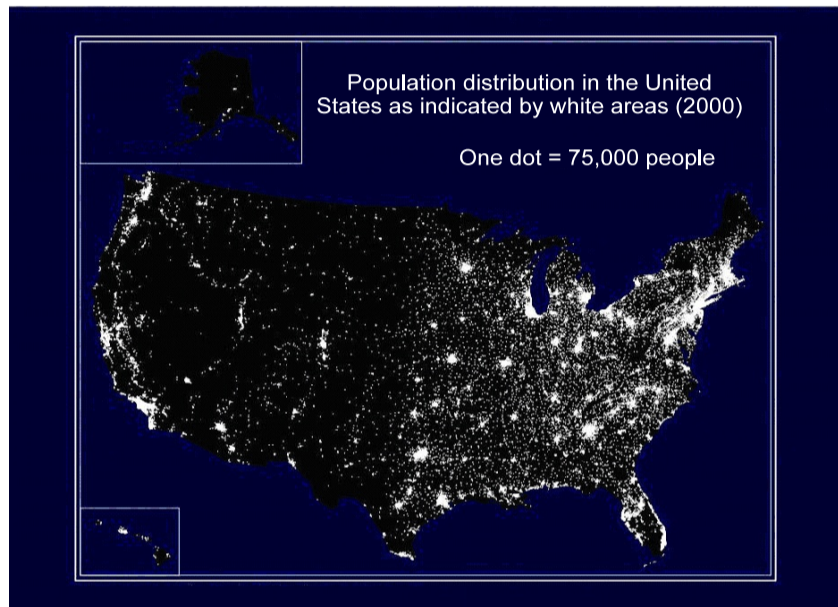 Population distribution in the United
States as indicated by white areas (2000)
One dot = 75,000 people